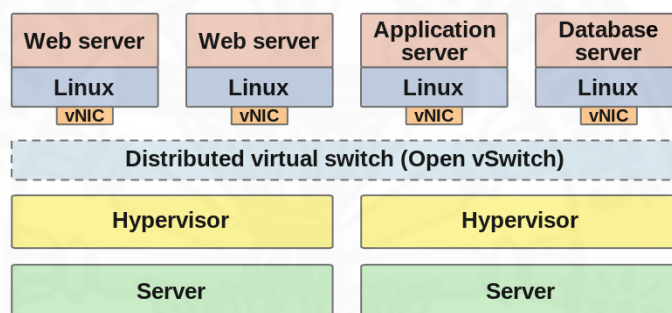 Web server
Web server
Application
server
Database
server
Linux
Linux
Linux
Linux
vNIC
vNIC
vNIC
vNIC
Distributed virtual switch (Open vSwitch)
Hypervisor
Hypervisor
Server
Server